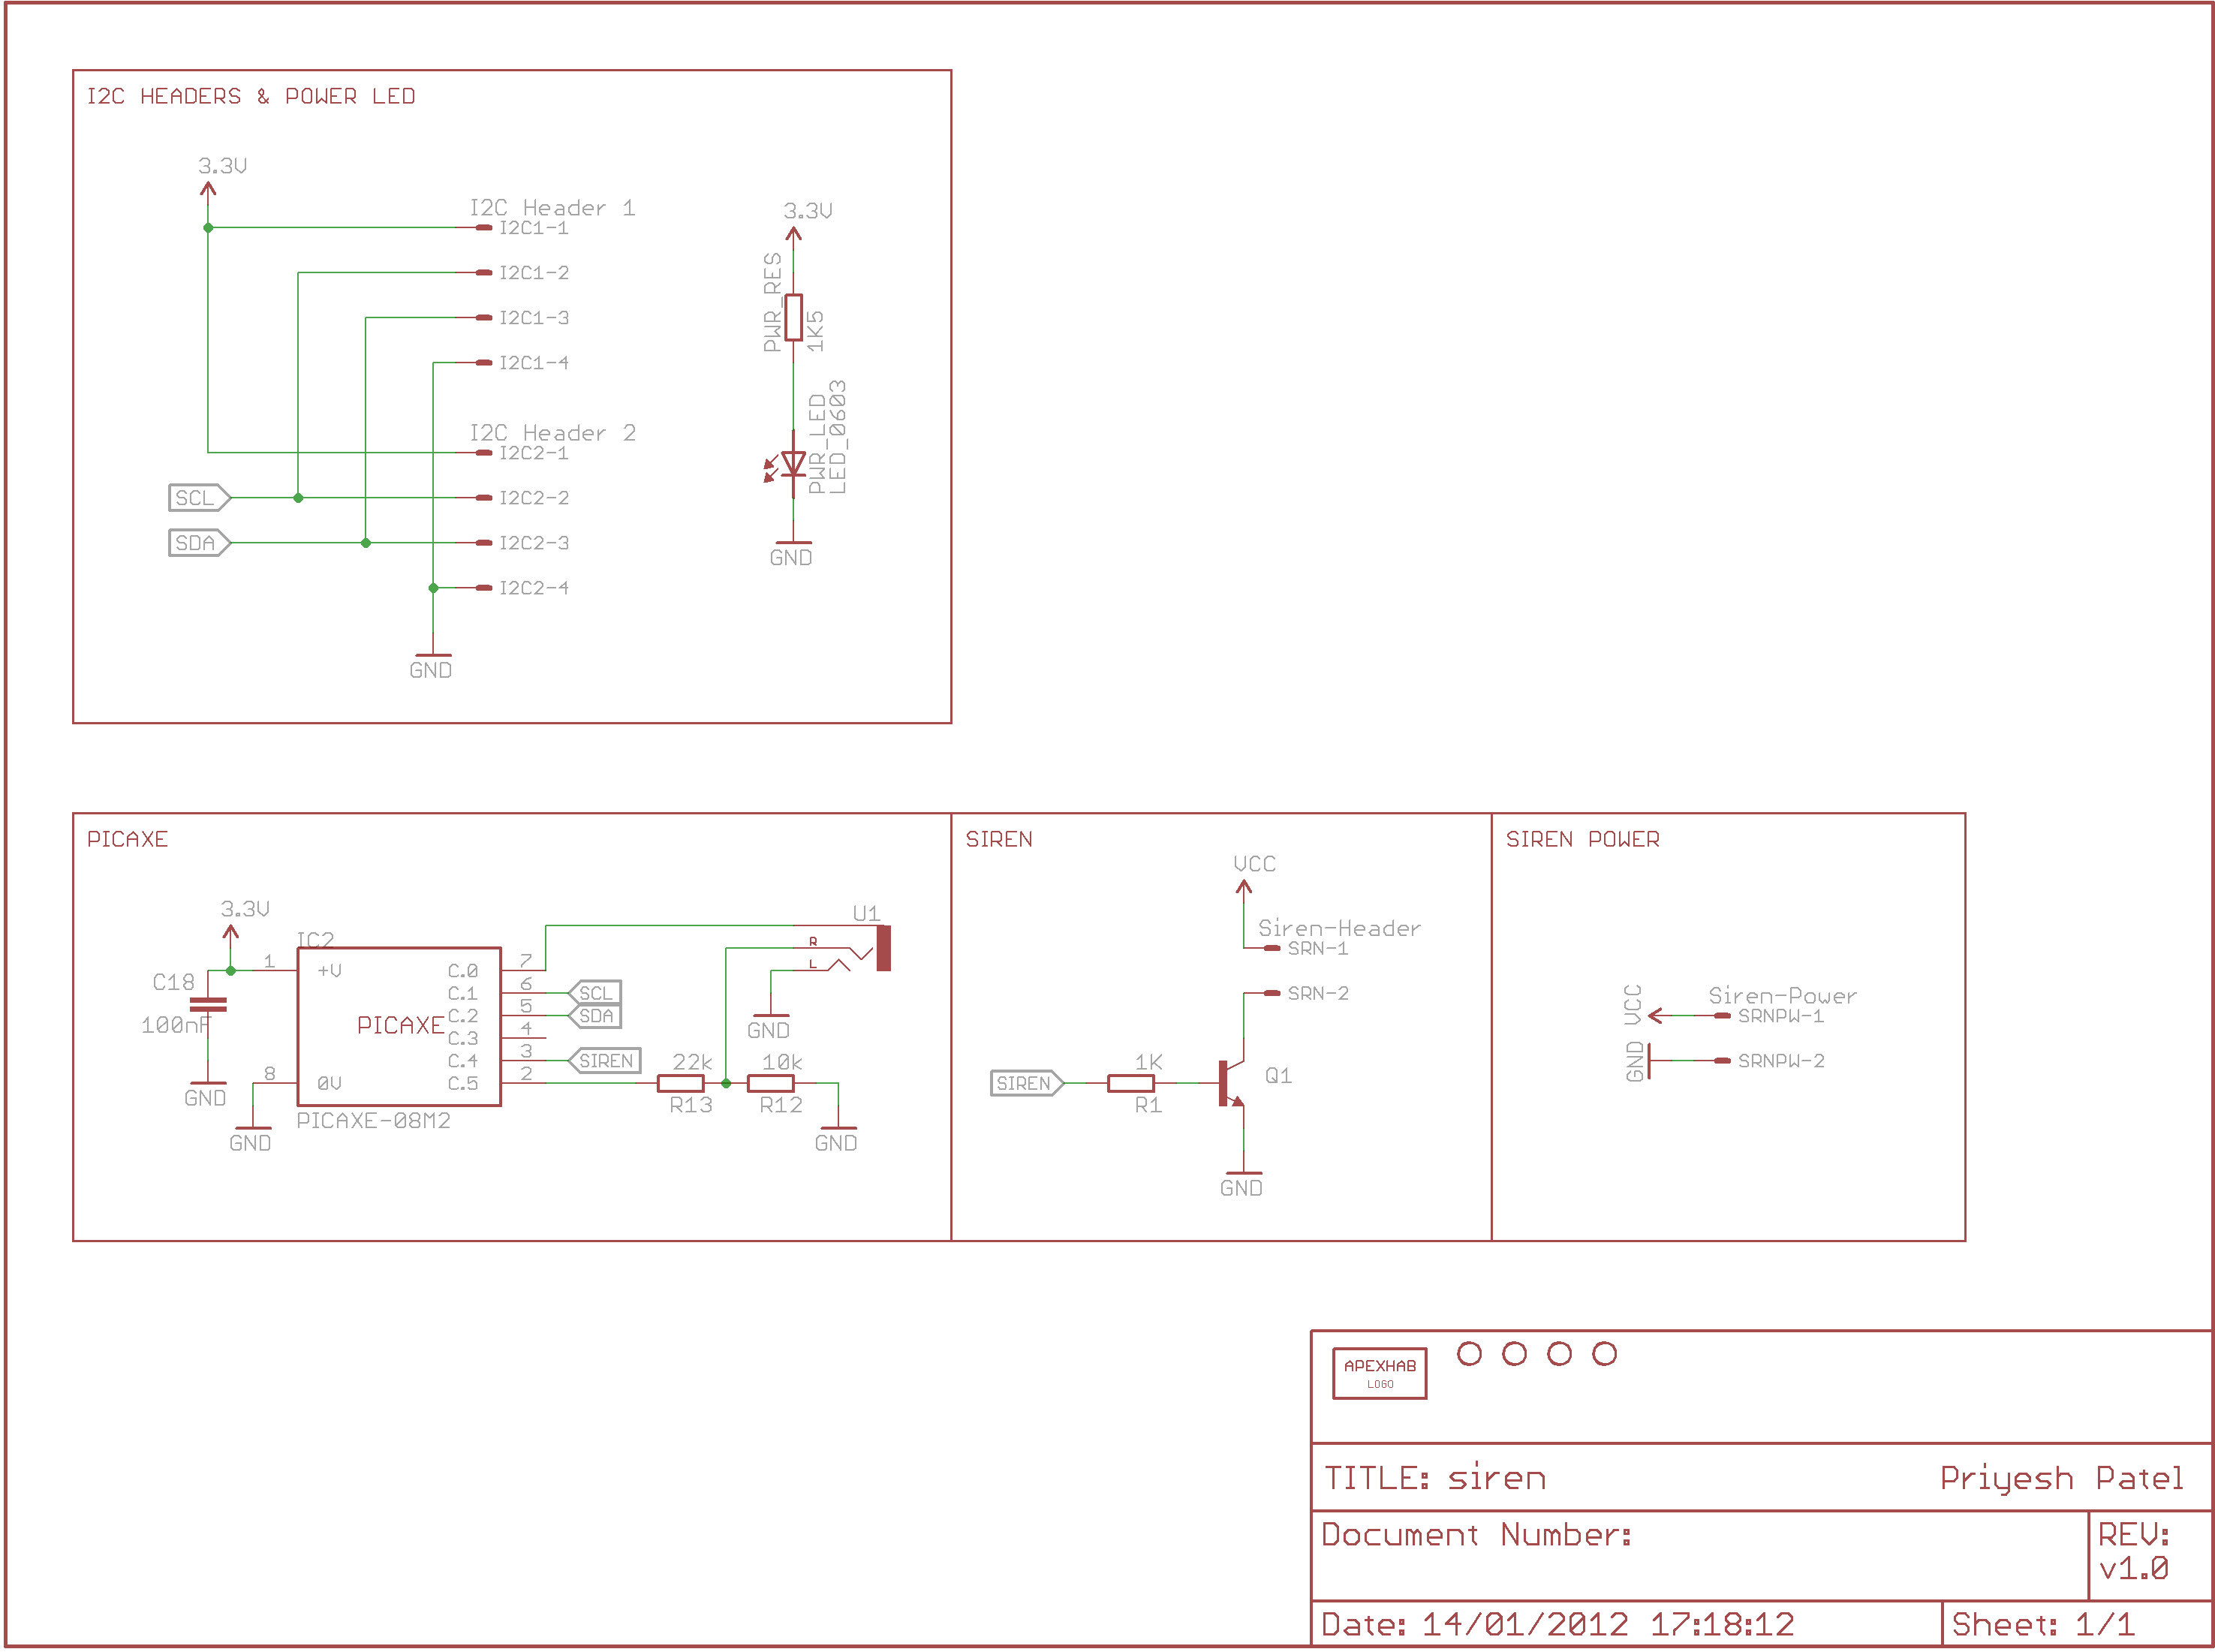 I2C HEADERS & POWER LED
3.3V
I2C Header 1
I2C1-1
I2C1-2
I2C1-3
I2C1-4
I2C Header 2
I2C2-1
SCL
I2C2-2
SDA
I2C2-3
I2C2-4
GND
3.3V
PWR_RES
1K5
PWR_LED
LED_0603
GND
PICAXE
3.3V
IC2
C18
100nF
GND
1
+V
8
0V
GND
PICAXE
C.0
7
C.1
6
SCL
C.2
5
SDA
C.3
4
C.4
3
SIREN
C.5
2
PICAXE-08M2
U1
R
L
GND
22k
R13
10k
R12
GND
SIREN
VCC
Siren-Header
SRN-1
SRN-2
SIREN
1K
R1
Q1
GND
SIREN POWER
VCC
Siren-Power
SRNPW-1
GND
SRNPW-2
APEXHAB
LOGO
TITLE: siren
Priyesh Patel
Document Number:
REV:
v1.0
Date: 14/01/2012 17:18:12
Sheet: 1/1